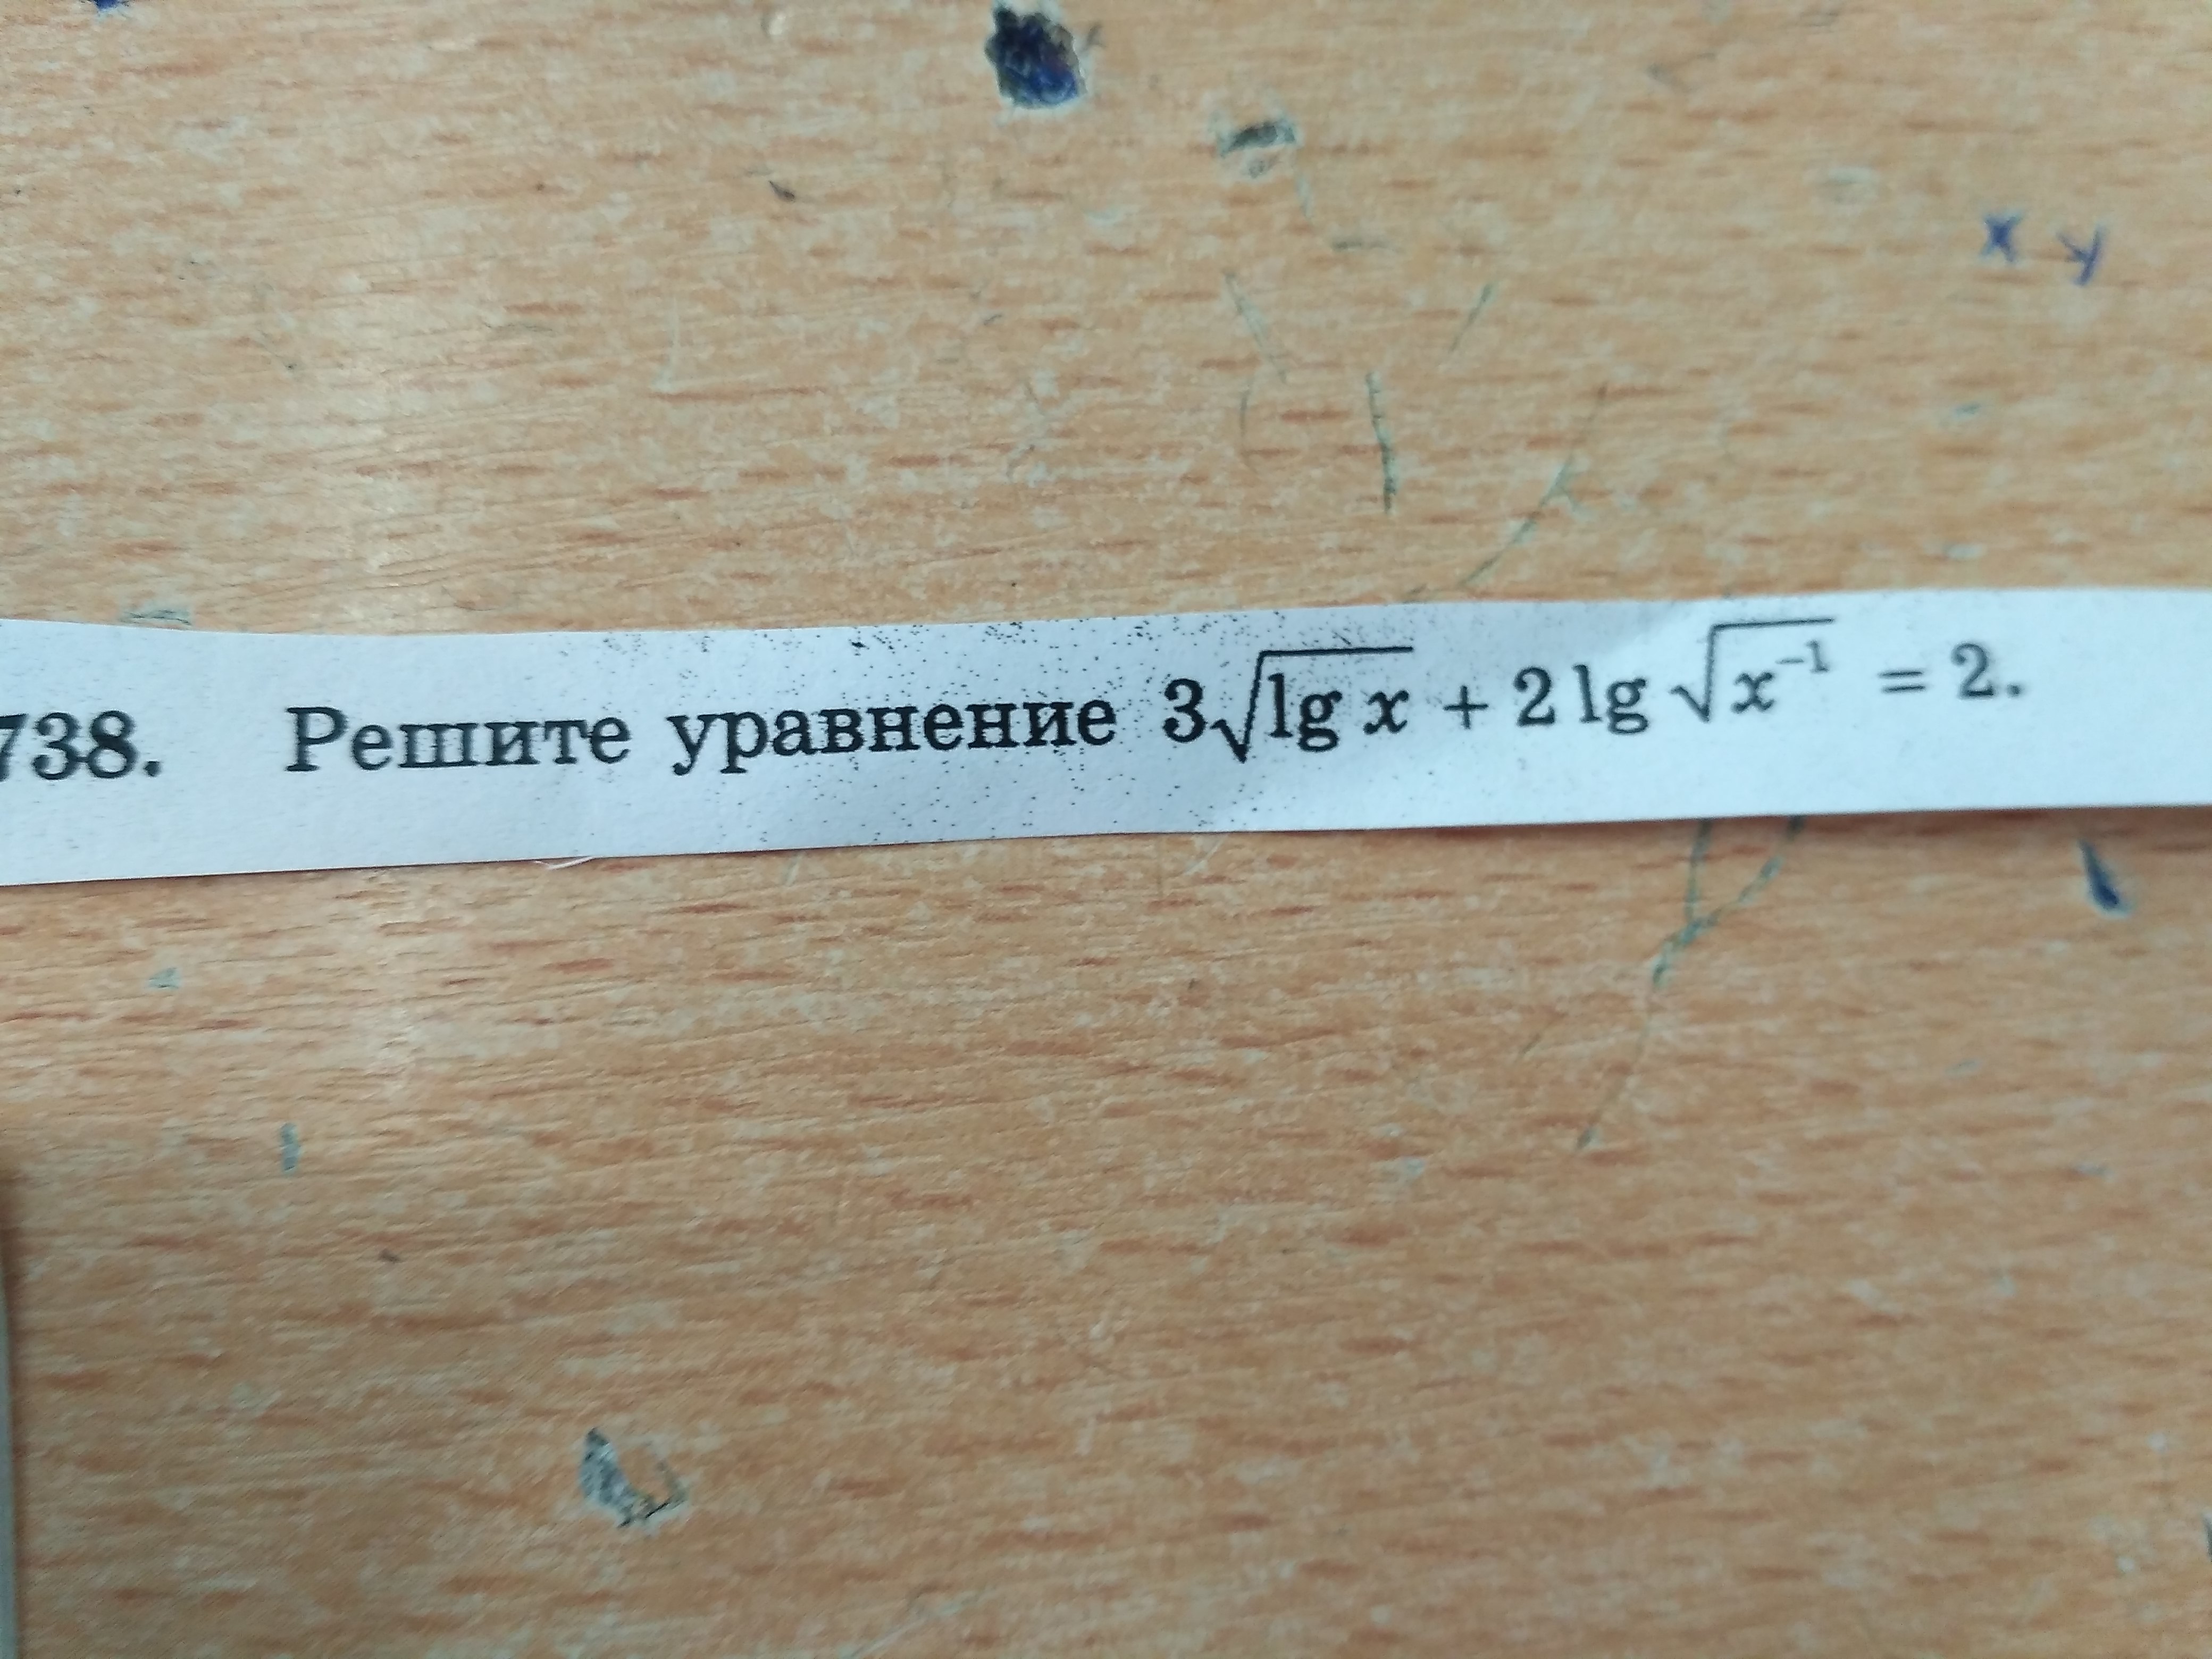 x y
738. Решите уравнение 3√lg x + 2 lg √x⁻¹ = 2.